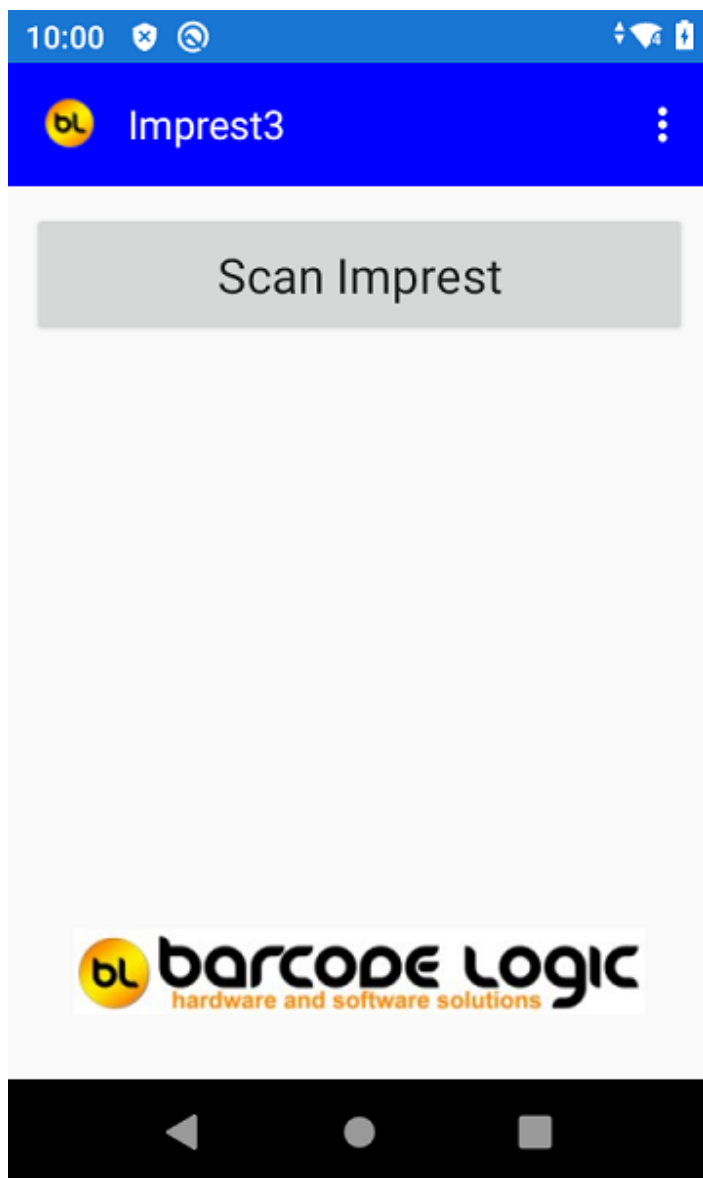 10:00
bL Imprest3
Scan Imprest
bL barcode Logic
hardware and software solutions